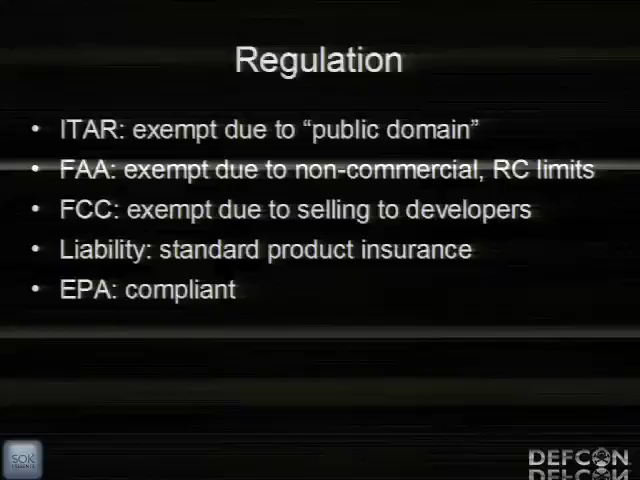 Regulation
• ITAR: exempt due to “public domain”
• FAA: exempt due to non-commercial, RC limits
• FCC: exempt due to selling to developers
• Liability: standard product insurance
• EPA: compliant
SOK
DEFCON